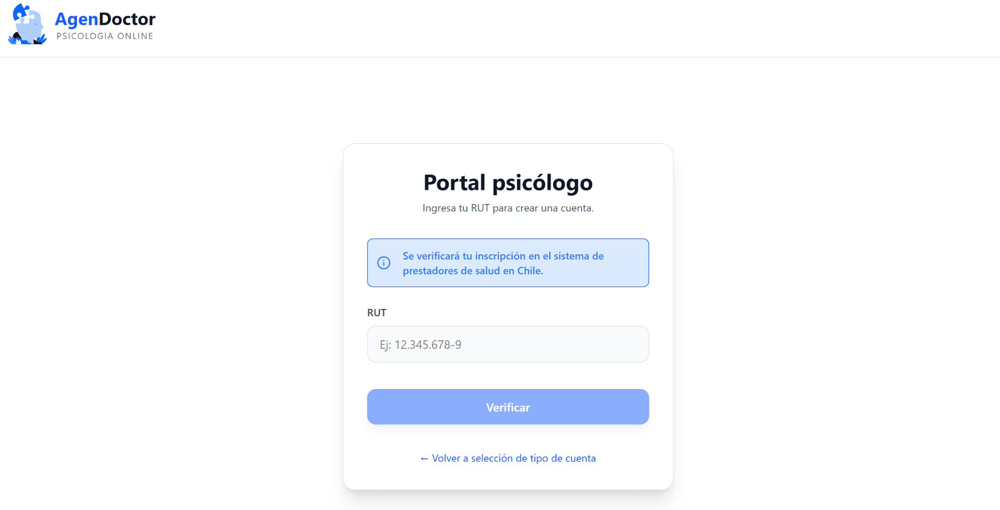 AgenDoctor
PSICOLOGIA ONLINE
Portal psicólogo
Ingresa tu RUT para crear una cuenta.
Se verificará tu inscripción en el sistema de
prestadores de salud en Chile.
RUT
Ej: 12.345.678-9
Verificar
← Volver a selección de tipo de cuenta